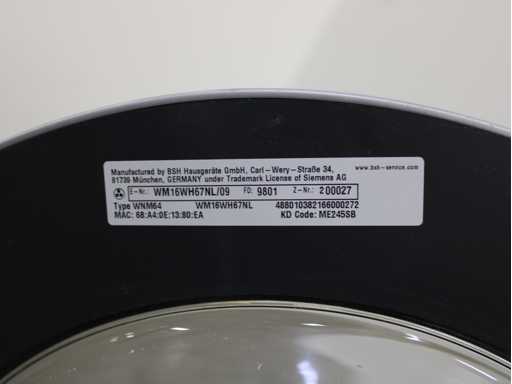 Manufactured by BSH Hausgeräte GmbH, Carl-Wery-Straße 34,
www.bsh-service.com
81739 München, GERMANY under Trademark License of Siemens AG
E-Nr.: WM16WH67NL/09 FD: 9801 Z-Nr.: 200027
Type WNM64 WM16WH67NL 488010382166000272
MAC: 68:A4:0E:13:80:EA KD Code: ME245SB